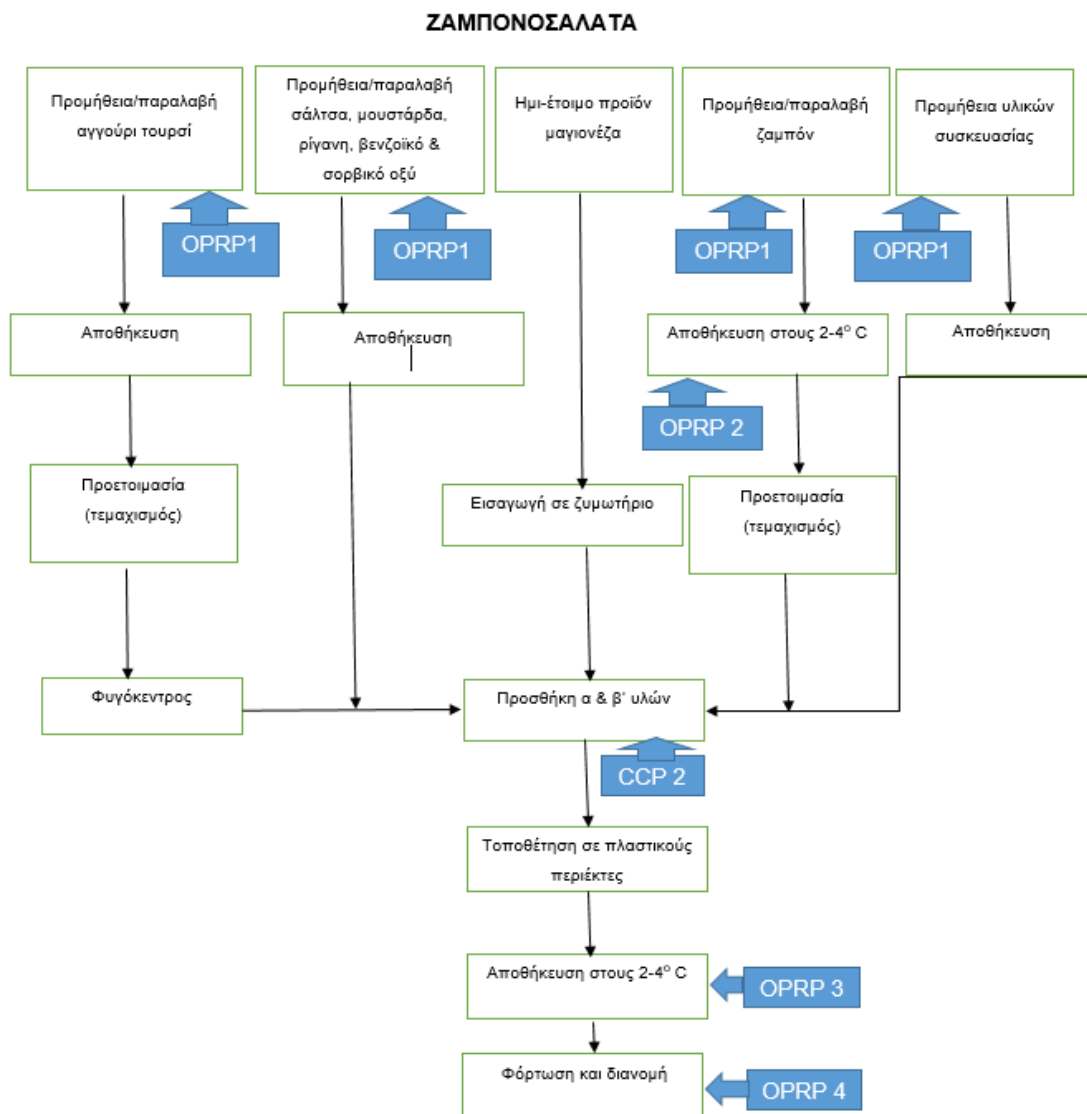 ΖΑΜΠΟΝΟΣΑΛΑΤΑ
Προμήθεια/παραλαβή
αγγούρι τουρσί
Προμήθεια/παραλαβή
σάλτσα, μουστάρδα,
ρίγανη, βενζοϊκό &
σορβικό οξύ
Ημι-έτοιμο προϊόν
μαγιονέζα
Προμήθεια/παραλαβή
ζαμπόν
Προμήθεια υλικών
συσκευασίας
OPRP1
OPRP1
OPRP1
OPRP1
Αποθήκευση
Αποθήκευση
Αποθήκευση στους 2-4° C
Αποθήκευση
OPRP 2
Προετοιμασία
(τεμαχισμός)
Εισαγωγή σε ζυμωτήριο
Προετοιμασία
(τεμαχισμός)
Φυγόκεντρος
Προσθήκη α & β΄ υλών
CCP 2
Τοποθέτηση σε πλαστικούς
περιέκτες
Αποθήκευση στους 2-4° C
OPRP 3
Φόρτωση και διανομή
OPRP 4